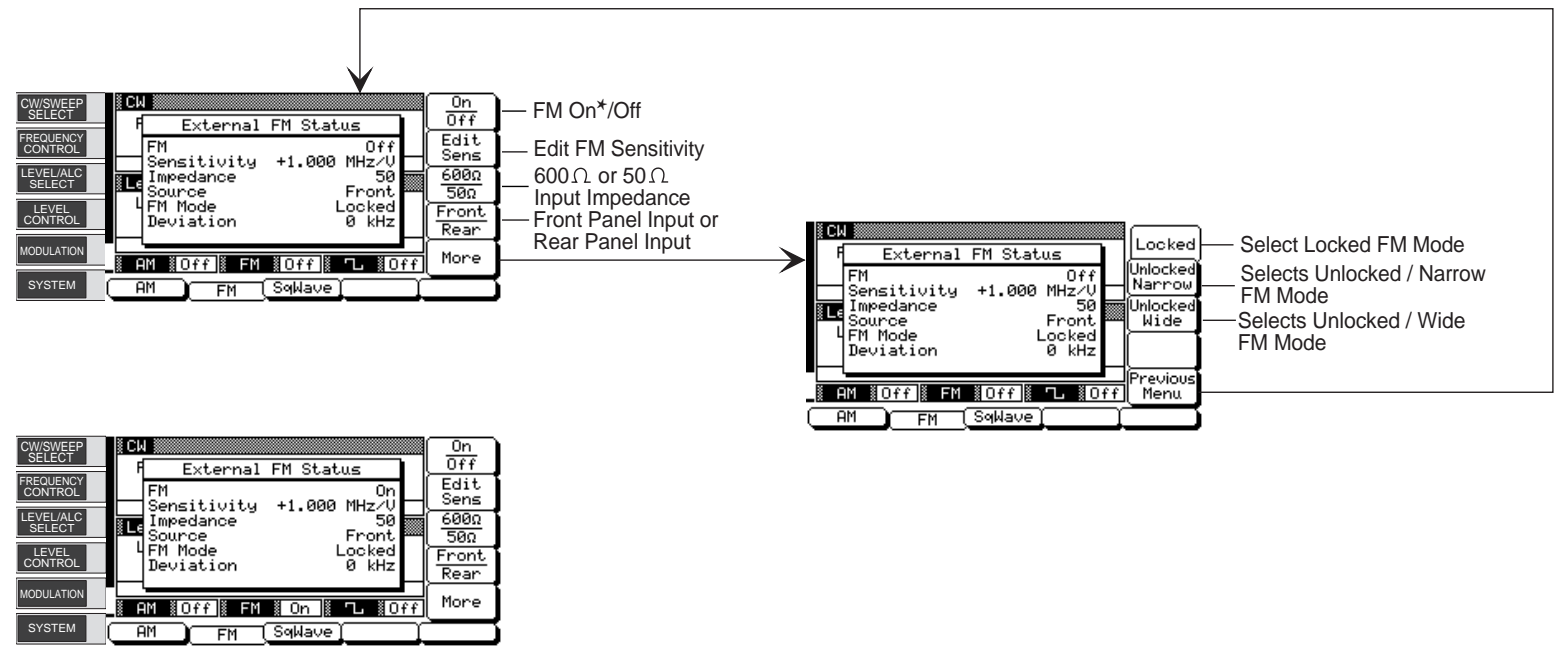 CW/SWEEP
SELECT
FREQUENCY
CONTROL
LEVEL/ALC
SELECT
LEVEL
CONTROL
MODULATION
SYSTEM
CW
F
External FM Status
FM Off
Sensitivity +1.000 MHz/V
Impedance 50
Source Front
FM Mode Locked
Deviation 0 kHz
Le
L
AM Off FM Off Off
AM FM SqWave
On
Off
Edit
Sens
600Ω
50Ω
Front
Rear
More
FM On*/Off
Edit FM Sensitivity
600Ω or 50Ω
Input Impedance
Front Panel Input or
Rear Panel Input
CW
F
External FM Status
FM Off
Sensitivity +1.000 MHz/V
Impedance 50
Source Front
FM Mode Locked
Deviation 0 kHz
Le
L
AM Off FM Off Off
AM FM SqWave
Locked
Unlocked
Narrow
Unlocked
Wide
Previous
Menu
Select Locked FM Mode
Selects Unlocked / Narrow
FM Mode
Selects Unlocked / Wide
FM Mode
CW/SWEEP
SELECT
FREQUENCY
CONTROL
LEVEL/ALC
SELECT
LEVEL
CONTROL
MODULATION
SYSTEM
CW
F
External FM Status
FM On
Sensitivity +1.000 MHz/V
Impedance 50
Source Front
FM Mode Locked
Deviation 0 kHz
Le
L
AM Off FM On Off
AM FM SqWave
On
Off
Edit
Sens
600Ω
50Ω
Front
Rear
More